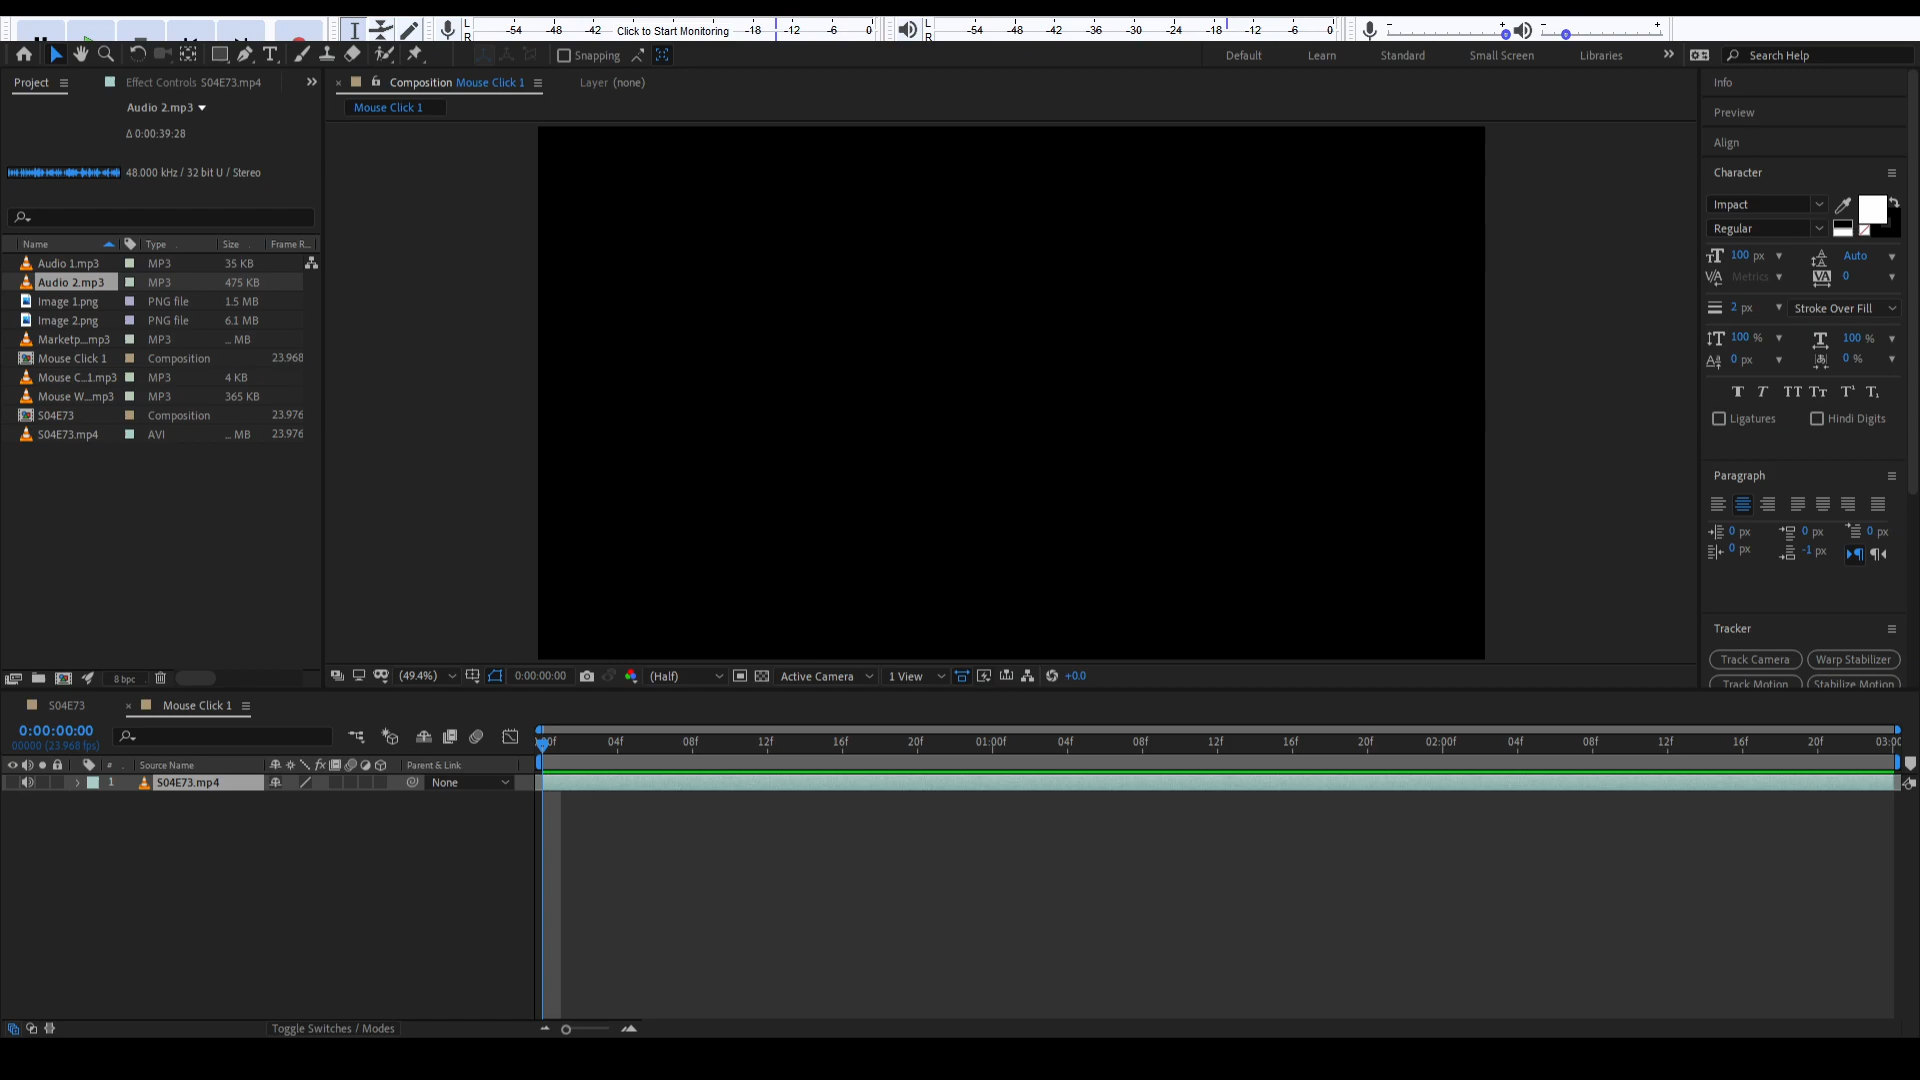 L
R
-54 -48 -42 Click to Start Monitoring -18 -12 -6 0
L
R
-54 -48 -42 -36 -30 -24 -18 -12 -6 0
- +
- +
Snapping
Default
Learn
Standard
Small Screen
Libraries
Search Help
Project
Effect Controls S04E73.mp4
Composition Mouse Click 1
Layer (none)
Mouse Click 1
Audio 2.mp3
Δ 0:00:39:28
48.000 kHz / 32 bit U / Stereo
Name Type Size Frame R...
Audio 1.mp3 MP3 35 KB
Audio 2.mp3 MP3 475 KB
Image 1.png PNG file 1.5 MB
Image 2.png PNG file 6.1 MB
Marketp....mp3 MP3 ... MB
Mouse Click 1 Composition 23.968
Mouse C...1.mp3 MP3 4 KB
Mouse W....mp3 MP3 365 KB
S04E73 Composition 23.976
S04E73.mp4 AVI ... MB 23.976
8 bpc
(49.4%)
0:00:00:00
(Half)
Active Camera
1 View
+0.0
Info
Preview
Align
Character
Impact
Regular
100 px Auto
Metrics 0
2 px Stroke Over Fill
100 % 100 %
0 px 0 %
T T TT Tт T¹ T₁
Ligatures Hindi Digits
Paragraph
0 px 0 px 0 px
0 px -1 px
Tracker
Track Camera Warp Stabilizer
Track Motion Stabilize Motion
S04E73
Mouse Click 1
0:00:00:00
00000 (23.968 fps)
:00f 04f 08f 12f 16f 20f 01:00f 04f 08f 12f 16f 20f 02:00f 04f 08f 12f 16f 20f 03:00
# Source Name fx Parent & Link
1 S04E73.mp4 None
Toggle Switches / Modes